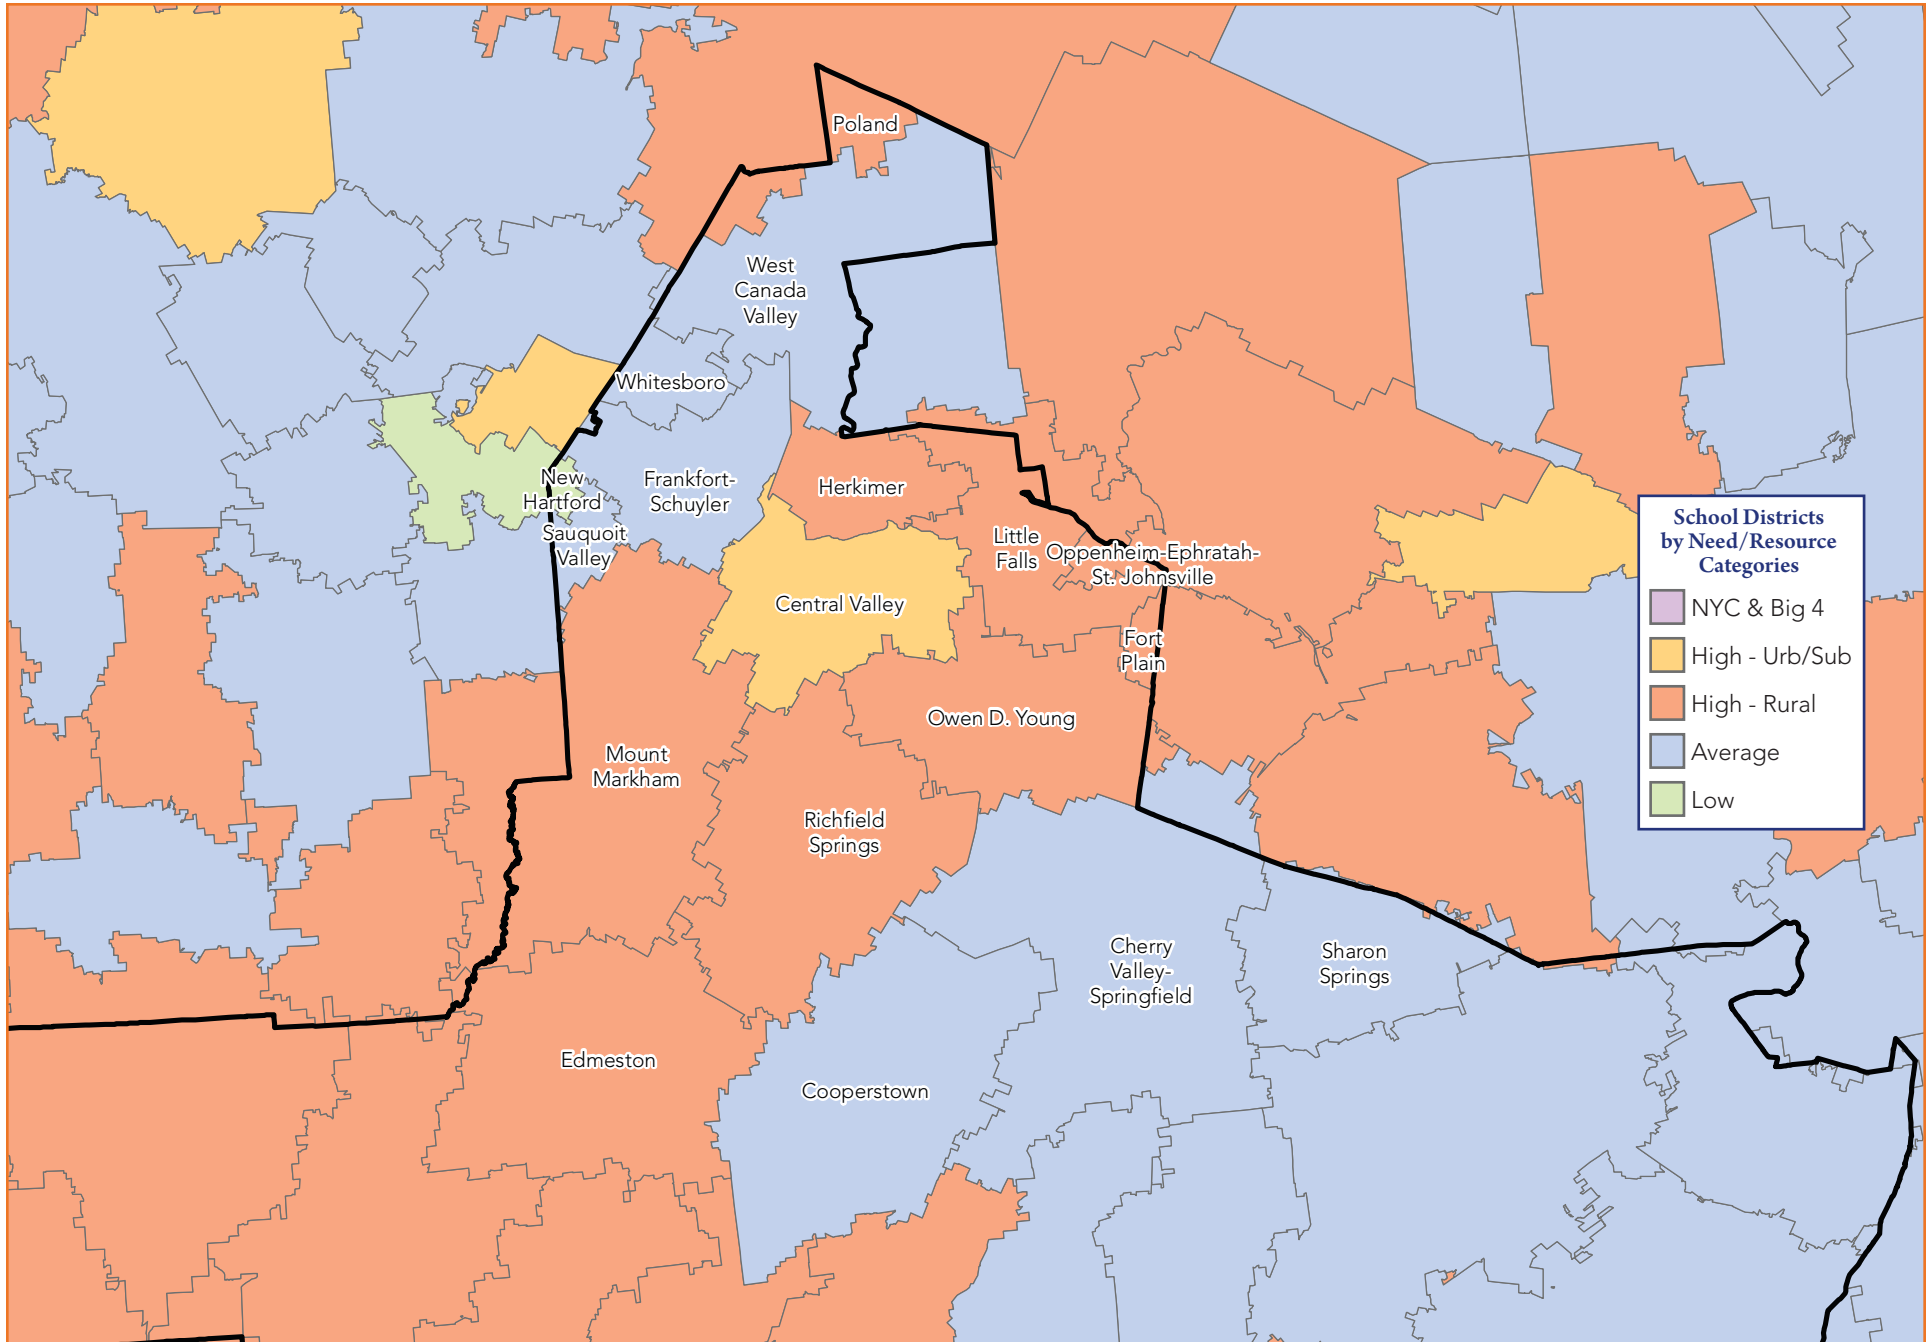 Poland
West
Canada
Valley
Whitesboro
New
Hartford
Frankfort-
Schuyler
Herkimer
Sauquoit
Valley
Little
Falls
Oppenheim-Ephratah-
St. Johnsville
Central Valley
Fort
Plain
Owen D. Young
Mount
Markham
Richfield
Springs
Cherry
Valley-
Springfield
Sharon
Springs
Edmeston
Cooperstown
School Districts
by Need/Resource
Categories
NYC & Big 4
High - Urb/Sub
High - Rural
Average
Low